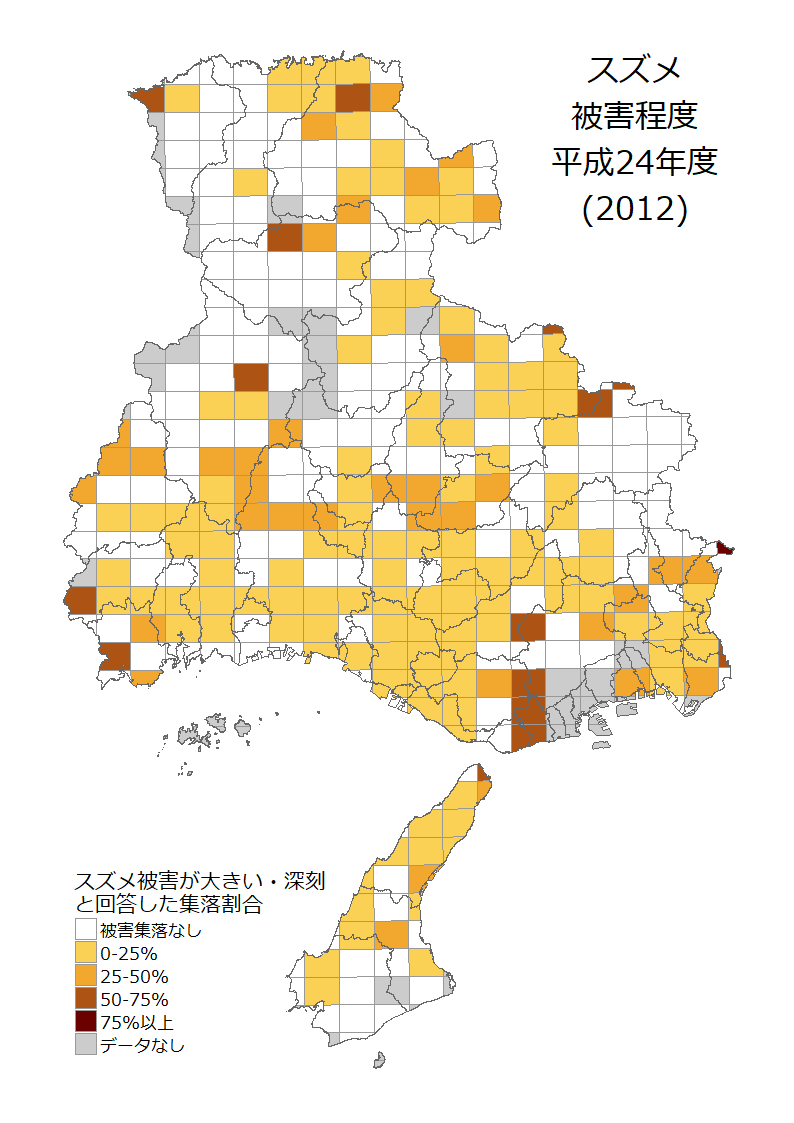 スズメ
被害程度
平成24年度
(2012)
スズメ被害が大きい・深刻
と回答した集落割合
被害集落なし
0-25%
25-50%
50-75%
75%以上
データなし